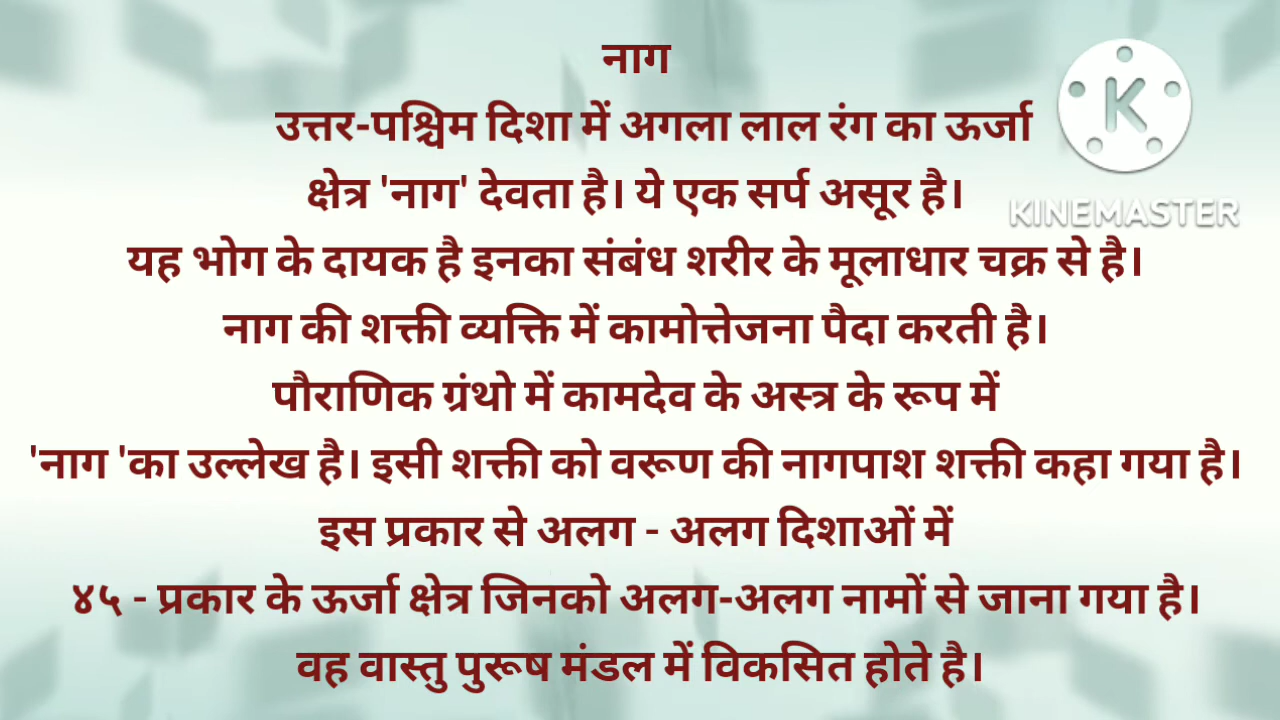 नाग
उत्तर-पश्चिम दिशा में अगला लाल रंग का ऊर्जा
क्षेत्र 'नाग' देवता है। ये एक सर्प असूर है।
यह भोग के दायक है इनका संबंध शरीर के मूलाधार चक्र से है।
नाग की शक्ती व्यक्ति में कामोत्तेजना पैदा करती है।
पौराणिक ग्रंथो में कामदेव के अस्त्र के रूप में
'नाग 'का उल्लेख है। इसी शक्ती को वरूण की नागपाश शक्ती कहा गया है।
इस प्रकार से अलग - अलग दिशाओं में
४५ - प्रकार के ऊर्जा क्षेत्र जिनको अलग-अलग नामों से जाना गया है।
वह वास्तु पुरूष मंडल में विकसित होते है।
K
KINEMASTER